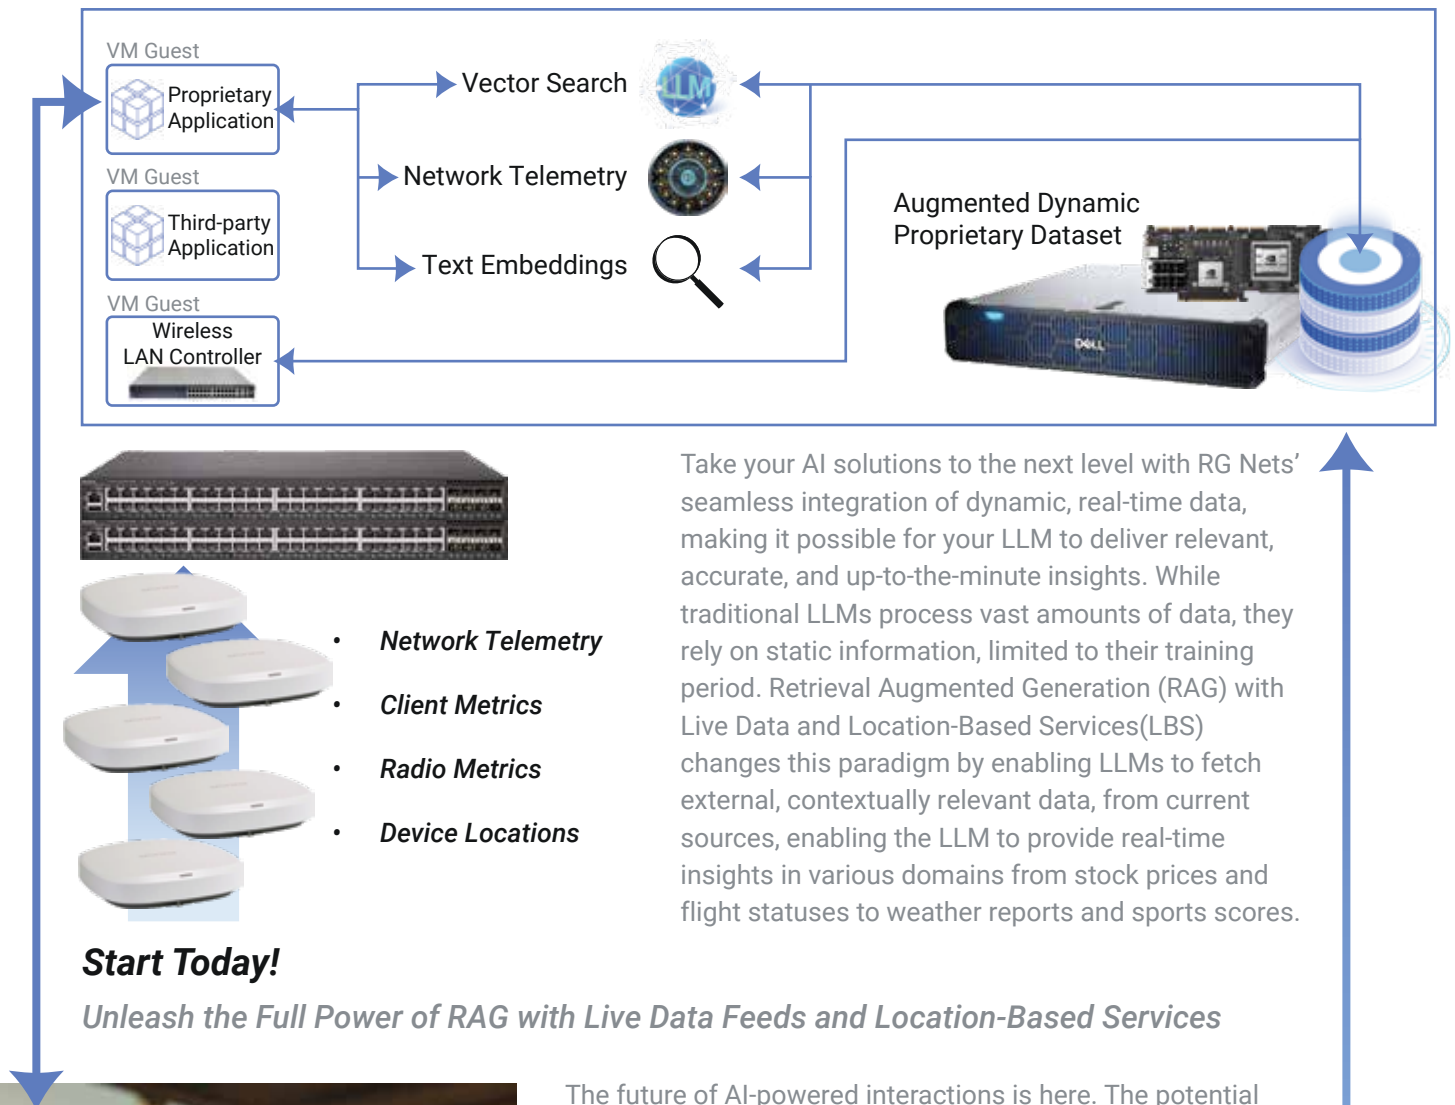 VM Guest
Proprietary
Application
VM Guest
Third-party
Application
VM Guest
Wireless
LAN Controller
Vector Search
LLM
Network Telemetry
Text Embeddings
Augmented Dynamic
Proprietary Dataset
DELL
• Network Telemetry
• Client Metrics
• Radio Metrics
• Device Locations
Take your AI solutions to the next level with RG Nets’
seamless integration of dynamic, real-time data,
making it possible for your LLM to deliver relevant,
accurate, and up-to-the-minute insights. While
traditional LLMs process vast amounts of data, they
rely on static information, limited to their training
period. Retrieval Augmented Generation (RAG) with
Live Data and Location-Based Services(LBS)
changes this paradigm by enabling LLMs to fetch
external, contextually relevant data, from current
sources, enabling the LLM to provide real-time
insights in various domains from stock prices and
flight statuses to weather reports and sports scores.
Start Today!
Unleash the Full Power of RAG with Live Data Feeds and Location-Based Services
The future of AI-powered interactions is here. The potential